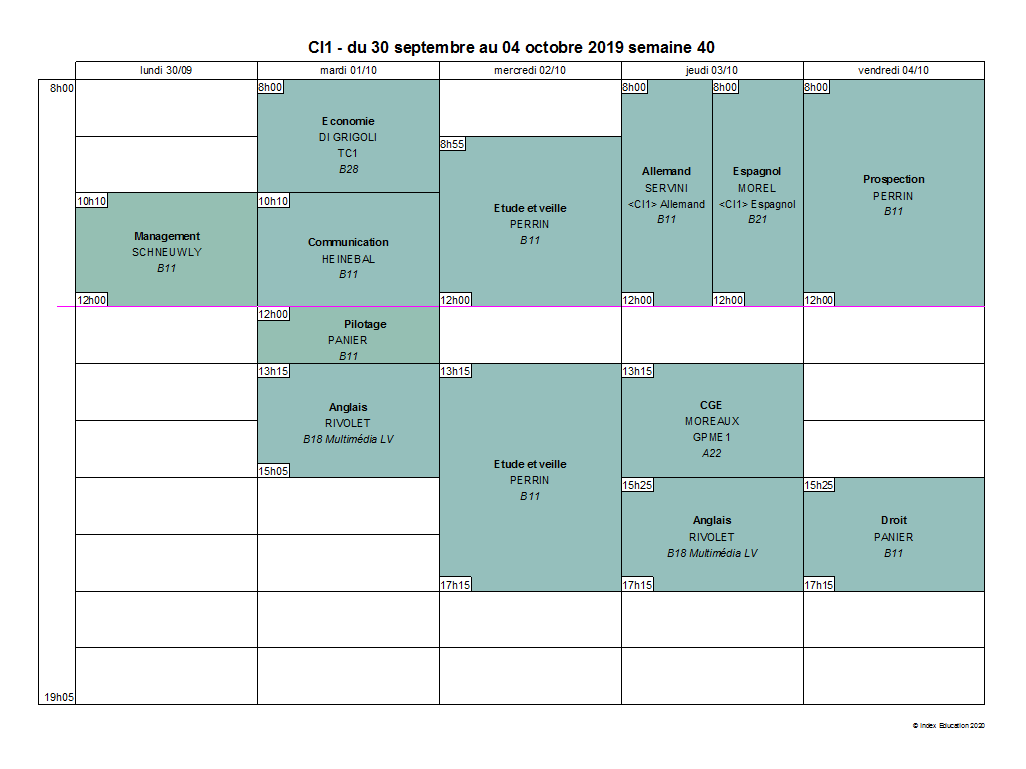 CI1 - du 30 septembre au 04 octobre 2019 semaine 40
lundi 30/09
mardi 01/10
mercredi 02/10
jeudi 03/10
vendredi 04/10
8h00
19h05
10h10
Management
SCHNEUWLY
B11
12h00
8h00
Economie
DI GRIGOLI
TC1
B28
10h10
Communication
HEINEBAL
B11
12h00
Pilotage
PANIER
B11
13h15
Anglais
RIVOLET
B18 Multimédia LV
15h05
8h55
Etude et veille
PERRIN
B11
12h00
13h15
Etude et veille
PERRIN
B11
17h15
8h00
Allemand
SERVINI
<CI1> Allemand
B11
12h00
8h00
Espagnol
MOREL
<CI1> Espagnol
B21
12h00
13h15
CGE
MOREAUX
GPME1
A22
15h25
Anglais
RIVOLET
B18 Multimédia LV
17h15
8h00
Prospection
PERRIN
B11
12h00
15h25
Droit
PANIER
B11
17h15
© Index Education 2020